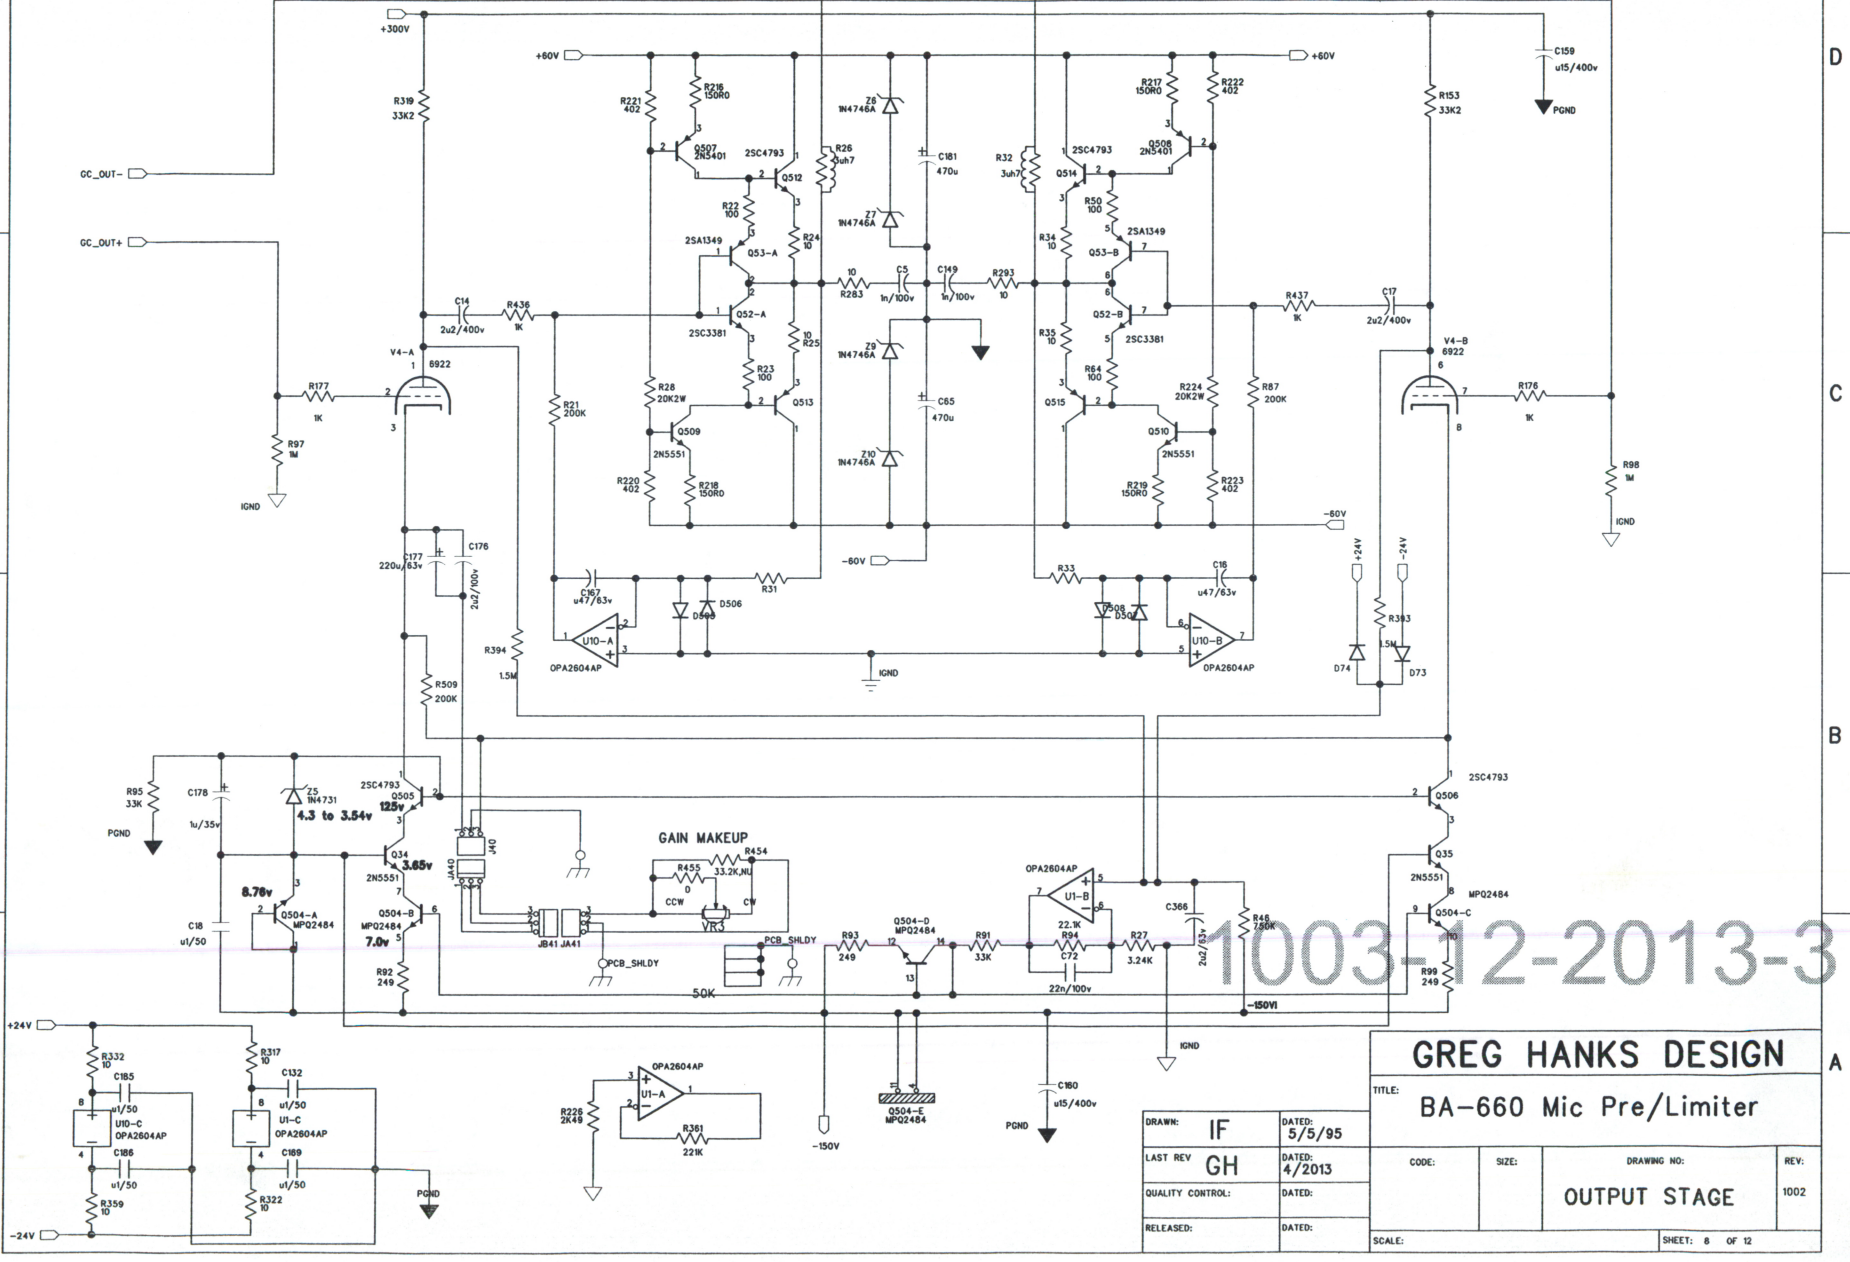 +300V
+60V
+60V
D
C159
u15/400v
PGND
R319
33K2
R221
402
R216
150R0
Z6
1N4746A
R217
150R0
R222
402
R153
33K2
GC_OUT-
Q507
2N5401
2SC4793
Q512
R26
3uh7
C181
470u
R32
3uh7
2SC4793
Q514
Q508
2N5401
GC_OUT+
R22
100
Z7
1N4746A
R50
100
2SA1349
Q53-A
R24
10
R34
10
2SA1349
Q53-B
C14
2u2/400v
R436
1K
10
R283
C5
1n/100v
C149
1n/100v
R293
10
R437
1K
C17
2u2/400v
Q52-A
2SC3381
10
R25
Z9
1N4746A
R35
10
Q52-B
2SC3381
V4-A
6922
V4-B
6922
R177
1K
R23
100
R64
100
R28
20K2W
R21
200K
Q513
C65
470u
Q515
R224
20K2W
R87
200K
R176
1K
C
R97
1M
IGND
Q509
2N5551
Z10
1N4746A
Q510
2N5551
R98
1M
IGND
R220
402
R218
150R0
R219
150R0
R223
402
-60V
-60V
C177
220u/63v
C176
2u2/100v
+24V
-24V
C167
u47/63v
D506
R31
R33
C16
u47/63v
U10-A
OPA2604AP
U10-B
OPA2604AP
IGND
R394
1.5M
R393
1.5M
D74
D73
R509
200K
B
R95
33K
PGND
C178
1u/35v
Z5
1N4731
4.3 to 3.54v
2SC4793
Q505
125v
2SC4793
Q506
Q34
2N5551
3.65v
Q35
2N5551
8.76v
Q504-A
MPQ2484
Q504-B
MPQ2484
7.0v
C18
u1/50
R92
249
J40
JA40
GAIN MAKEUP
R454
33.2K,NU
R455
0
CCW
CW
VR3
50K
JB41 JA41
PCB_SHLDY
PCB_SHLDY
OPA2604AP
U1-B
C366
2u2/63v
R46
750K
Q504-D
MPQ2484
R93
249
R91
33K
22.1K
R94
C72
22n/100v
R27
3.24K
MPQ2484
Q504-C
R99
249
-150VI
1003-12-2013-3
+24V
R332
10
C185
u1/50
U10-C
OPA2604AP
C186
u1/50
R359
10
-24V
R317
10
C132
u1/50
U1-C
OPA2604AP
C169
u1/50
R322
10
PGND
OPA2604AP
U1-A
R226
2K49
R361
221K
-150V
Q504-E
MPQ2484
C160
u15/400v
PGND
IGND
A
GREG HANKS DESIGN
TITLE:
BA-660 Mic Pre/Limiter
DRAWN: IF DATED: 5/5/95
LAST REV GH DATED: 4/2013
QUALITY CONTROL: DATED:
RELEASED: DATED:
CODE: SIZE: DRAWING NO: REV:
OUTPUT STAGE 1002
SCALE: SHEET: 8 OF 12